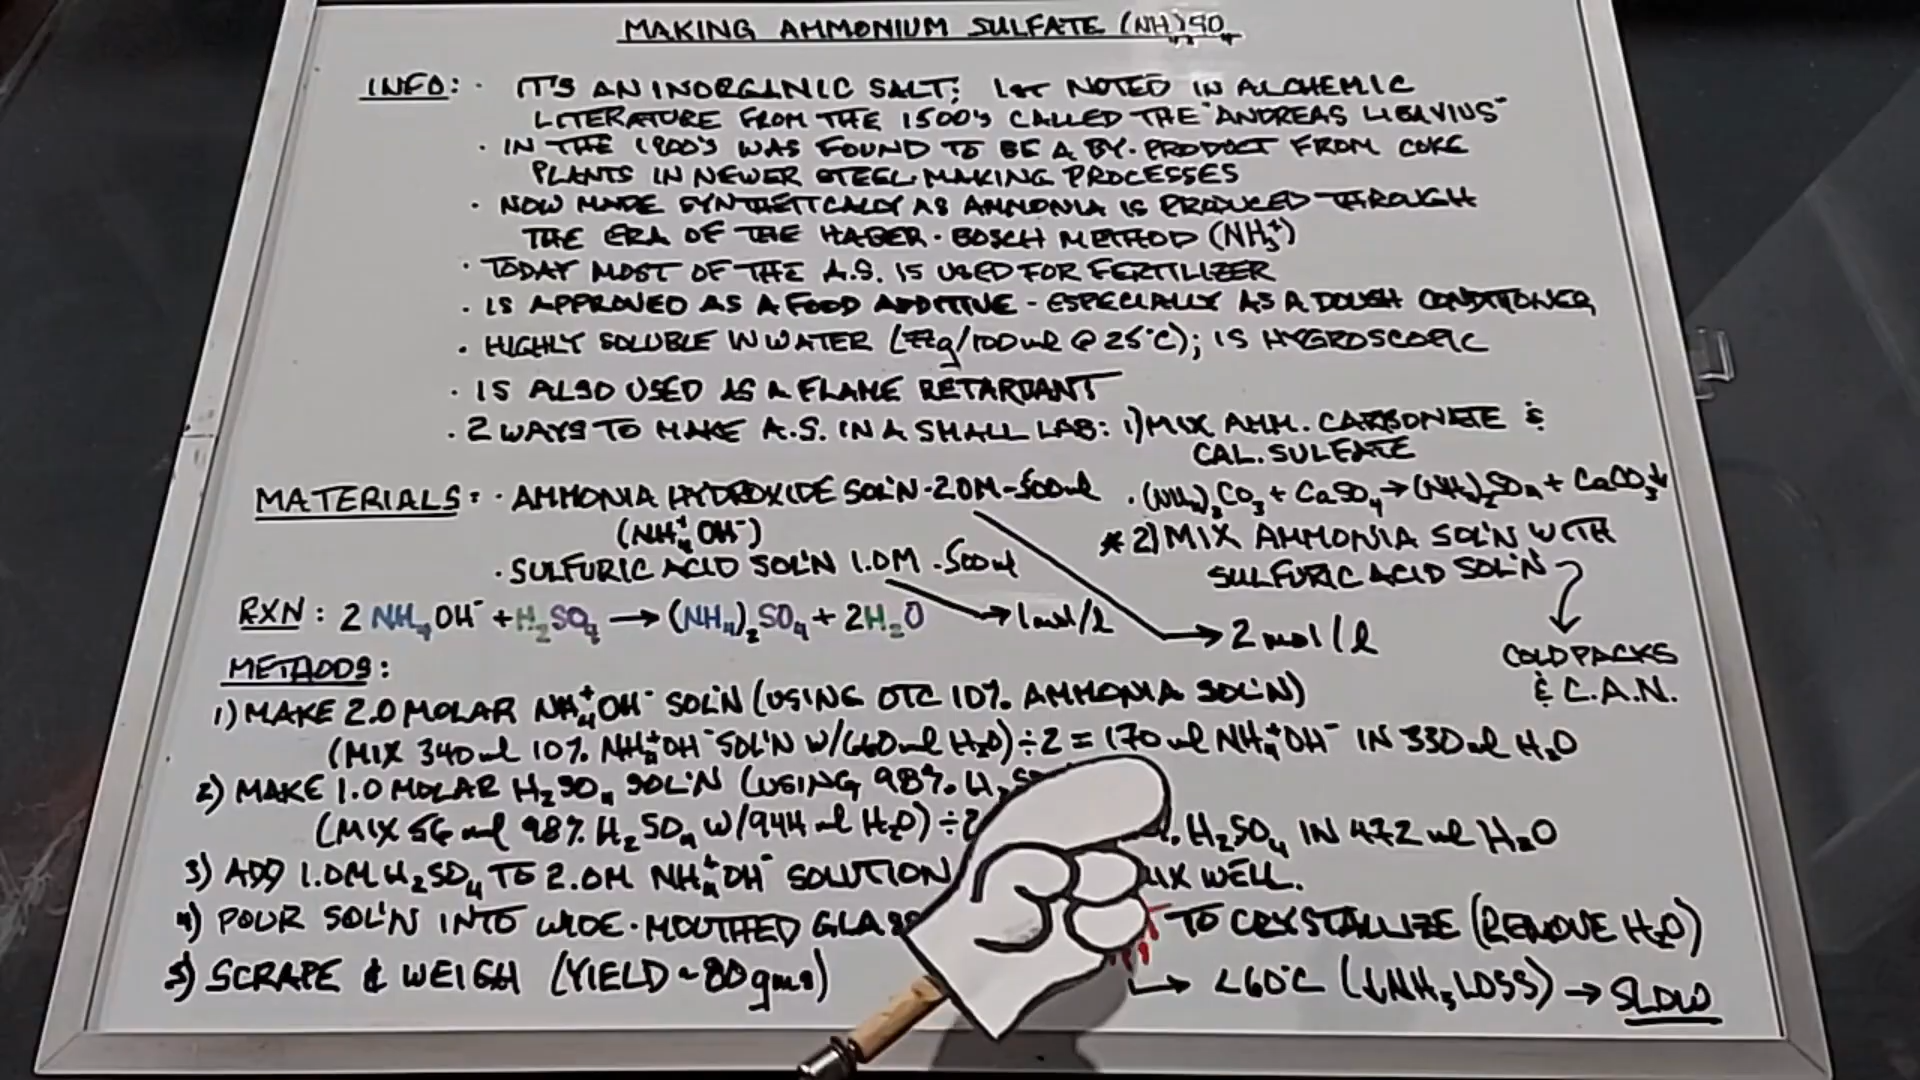 MAKING AMMONIUM SULFATE (NH4)2SO4
INFO: · IT'S AN INORGANIC SALT; 1ST NOTED IN ALCHEMIC
LITERATURE FROM THE 1500'S CALLED THE "ANDREAS LIBAVIUS"
· IN THE 1900'S WAS FOUND TO BE A BY-PRODUCT FROM COKE
PLANTS IN NEWER STEEL MAKING PROCESSES
· NOW MADE SYNTHETICALLY AS AMMONIA IS PRODUCED THROUGH
THE ERA OF THE HABER-BOSCH METHOD (NH3+)
· TODAY MOST OF THE A.S. IS USED FOR FERTILIZER
· IS APPROVED AS A FOOD ADDITIVE - ESPECIALLY AS A DOUGH CONDITIONER
· HIGHLY SOLUBLE IN WATER (77g/100ml @ 25°C); IS HYGROSCOPIC
· IS ALSO USED AS A FLAME RETARDANT
· 2 WAYS TO MAKE A.S. IN A SMALL LAB: 1) MIX AMM. CARBONATE &
CAL. SULFATE
· (NH4)2CO3 + CaSO4 → (NH4)2SO4 + CaCO3↓
* 2) MIX AMMONIA SOL'N WITH
SULFURIC ACID SOL'N
COLD PACKS
& C.A.N.
MATERIALS: · AMMONIA HYDROXIDE SOL'N - 2.0M - 500ml
(NH4+OH-)
· SULFURIC ACID SOL'N 1.0M - 500ml
→ 1mol/l
→ 2mol/l
RXN: 2 NH4OH- + H2SO4 → (NH4)2SO4 + 2H2O
METHODS:
1) MAKE 2.0 MOLAR NH4+OH- SOL'N (USING OTC 10% AMMONIA SOL'N)
(MIX 340ml 10% NH4+OH- SOL'N W/660ml H2O) ÷ 2 = 170ml NH4+OH- IN 330ml H2O
2) MAKE 1.0 MOLAR H2SO4 SOL'N (USING 98% H2SO
(MIX 56ml 98% H2SO4 W/944ml H2O) ÷ 2 H2SO4 IN 472ml H2O
3) ADD 1.0M H2SO4 TO 2.0M NH4+OH- SOLUTION WELL.
4) POUR SOL'N INTO WIDE-MOUTHED TO CRYSTALLIZE (REMOVE H2O)
→ <60°C (↓NH3 LOSS) → SLOW
5) SCRAPE & WEIGH (YIELD ~ 80gms)